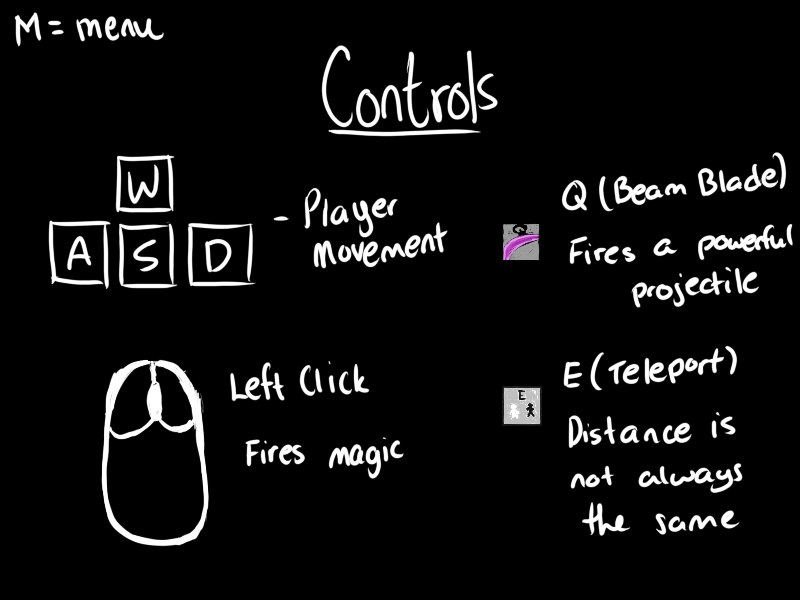 M = menu
Controls
W
A S D
- Player
Movement
Left Click
Fires magic
Q
Q (Beam Blade)
Fires a powerful
projectile
E
E (Teleport)
Distance is
not always
the same